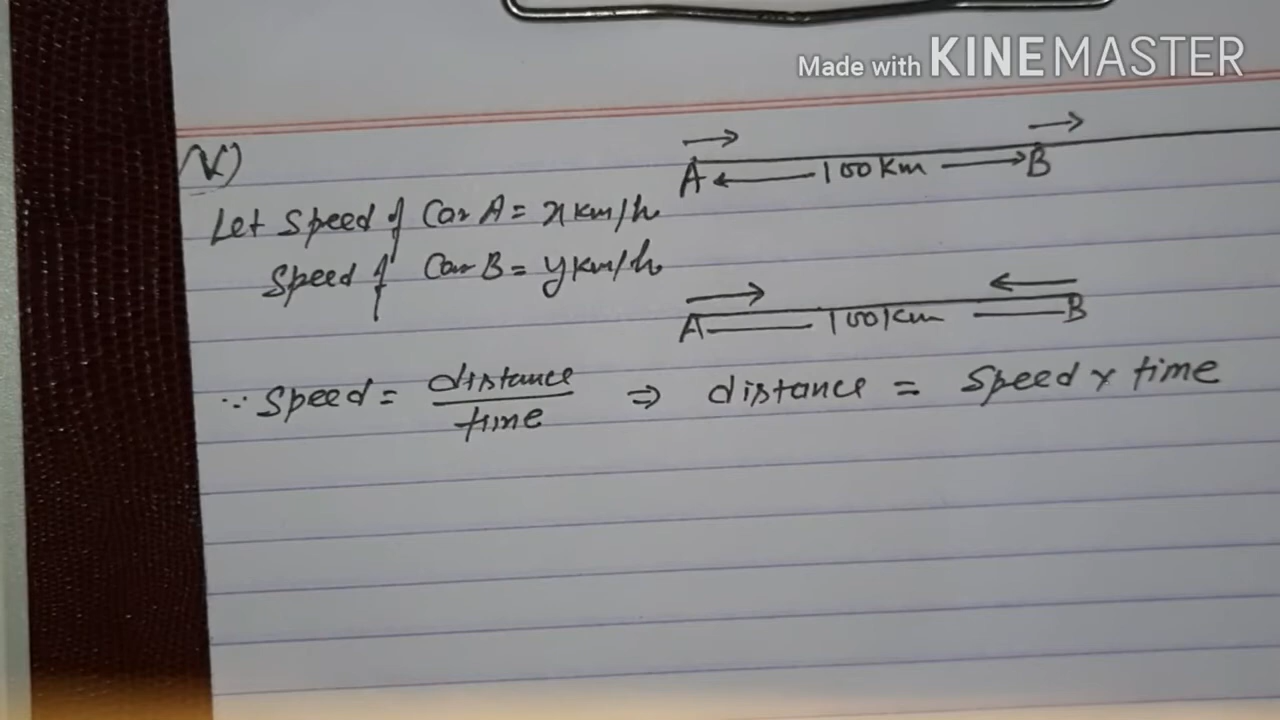 Made with KINEMASTER
V)
A ← 100 km → B
Let Speed of Car A = x km/h
Speed of Car B = y km/h
A 100 km B
∵ Speed = distance/time ⇒ distance = Speed × time